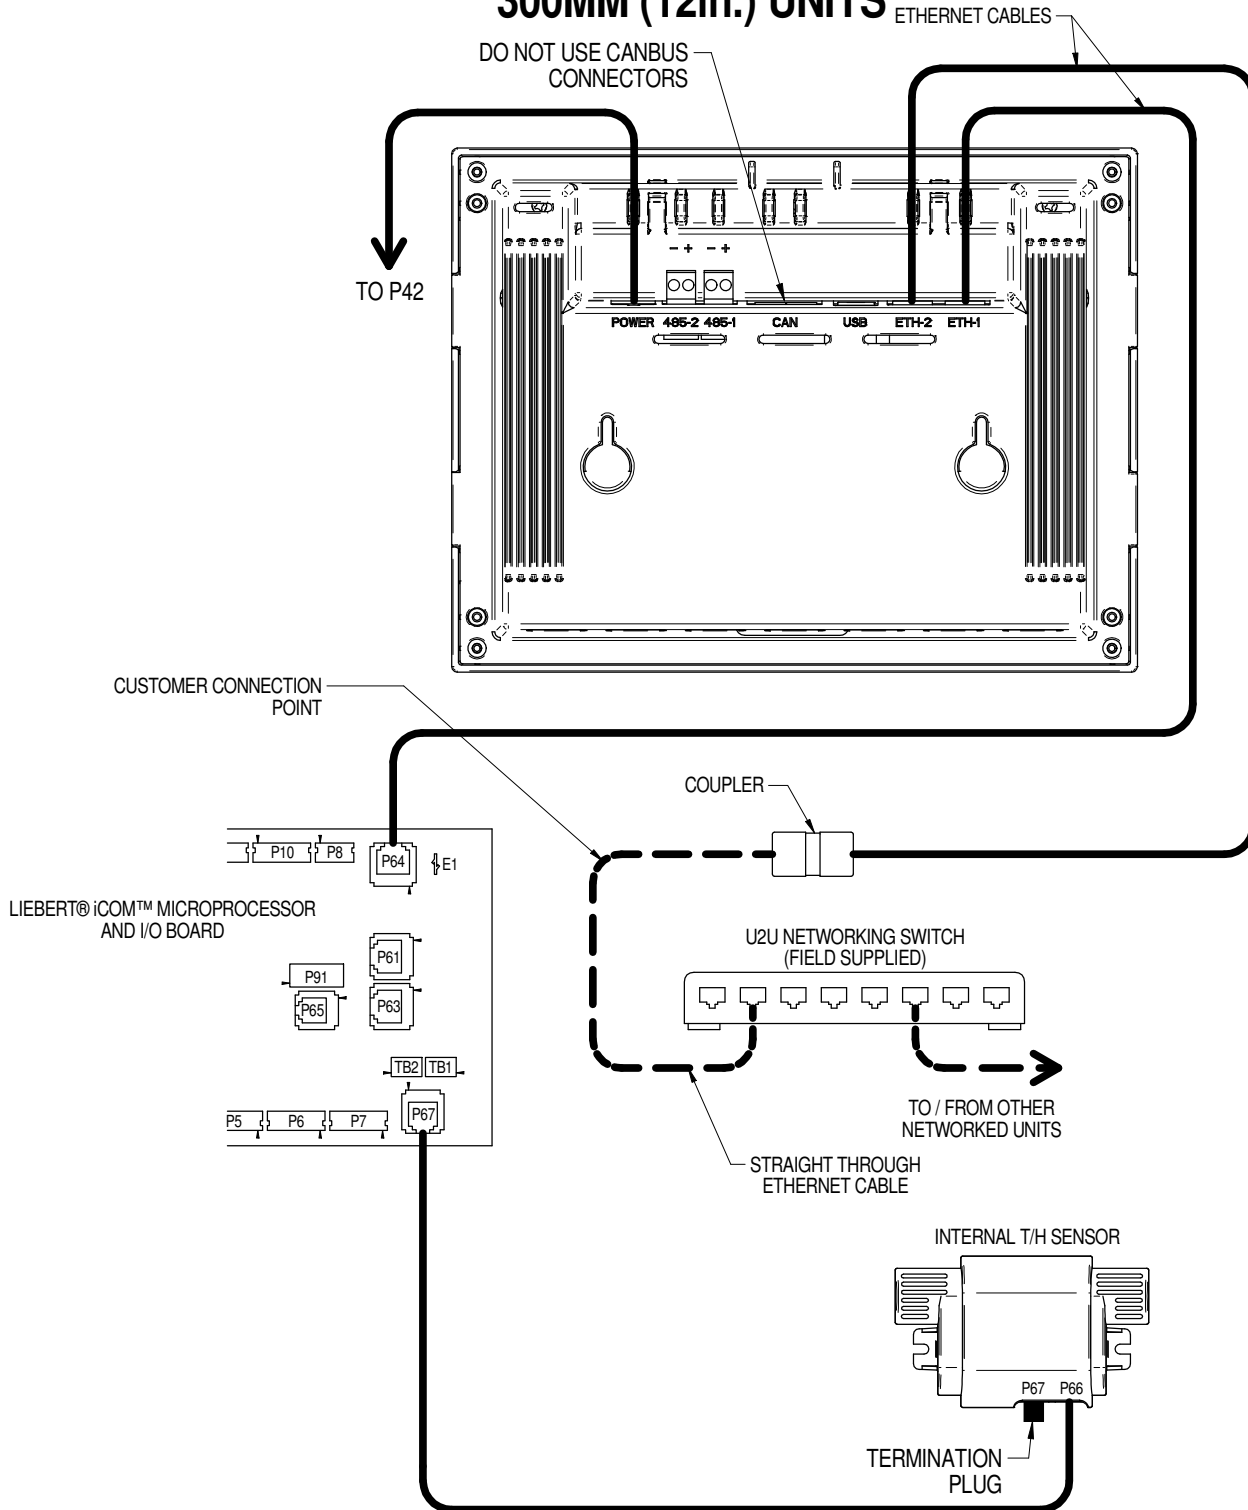 300MM (12in.) UNITS
ETHERNET CABLES
DO NOT USE CANBUS
CONNECTORS
TO P42
- + - +
POWER 485-2 485-1 CAN USB ETH-2 ETH-1
CUSTOMER CONNECTION
POINT
COUPLER
P10 P8 P64 E1
LIEBERT® iCOM™ MICROPROCESSOR
AND I/O BOARD
P61
P91
P65 P63
TB2 TB1
P5 P6 P7 P67
U2U NETWORKING SWITCH
(FIELD SUPPLIED)
TO / FROM OTHER
NETWORKED UNITS
STRAIGHT THROUGH
ETHERNET CABLE
INTERNAL T/H SENSOR
P67 P66
TERMINATION
PLUG